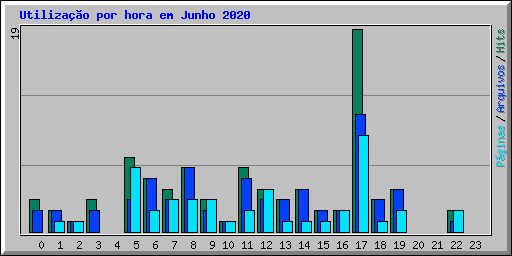 Utilização por hora em Junho 2020
19
Páginas / Arquivos / Hits
0 1 2 3 4 5 6 7 8 9 10 11 12 13 14 15 16 17 18 19 20 21 22 23